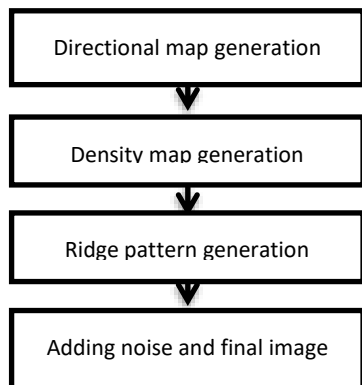 Directional map generation
Density map generation
Ridge pattern generation
Adding noise and final image